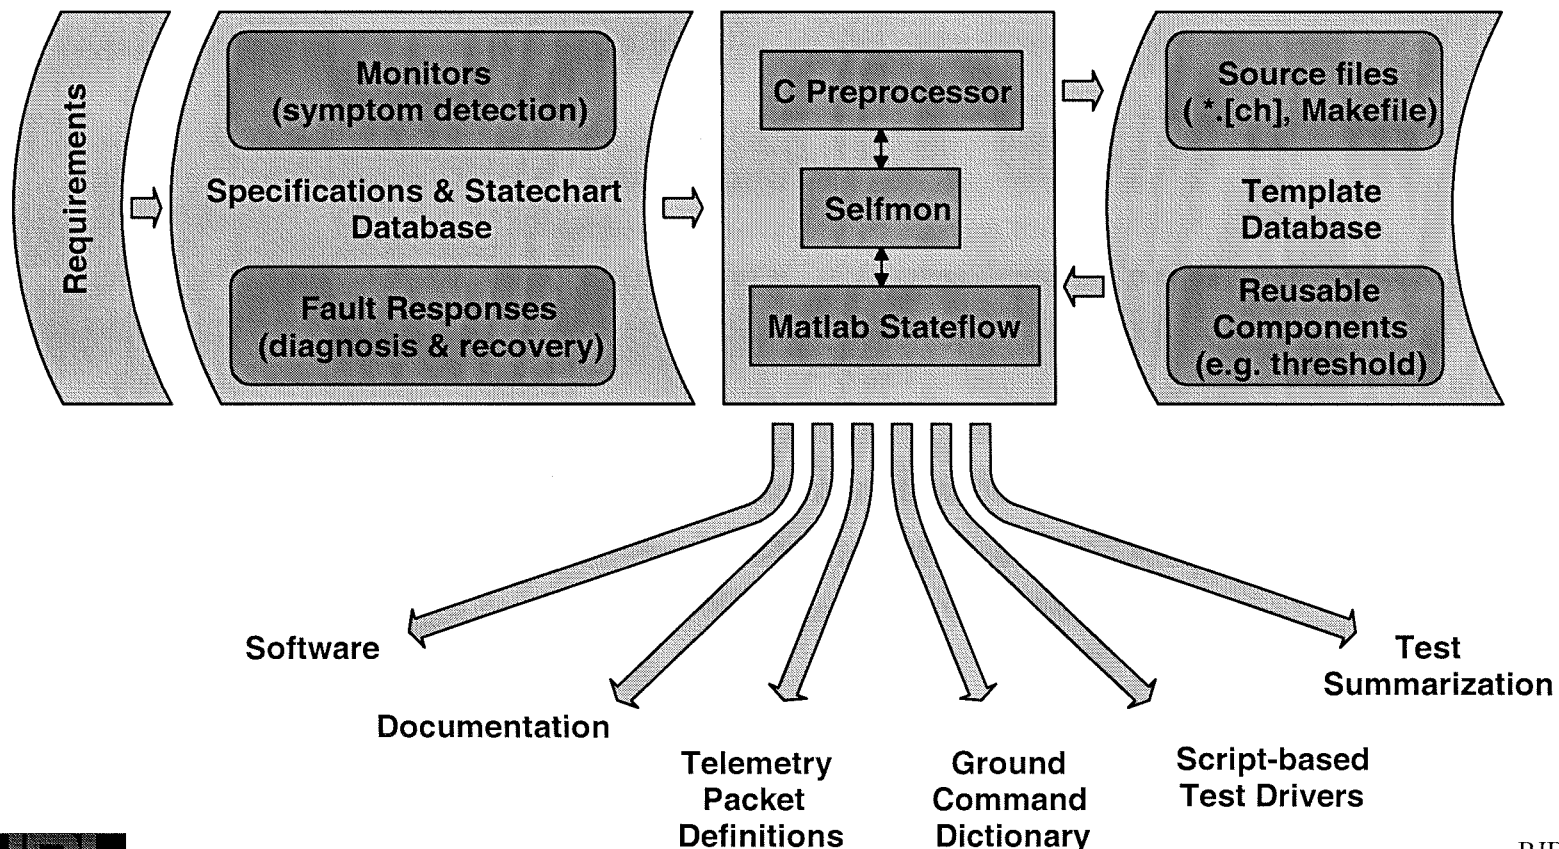 Requirements
Monitors
(symptom detection)
Specifications & Statechart
Database
Fault Responses
(diagnosis & recovery)
C Preprocessor
Selfmon
Matlab Stateflow
Source files
( *.[ch], Makefile)
Template
Database
Reusable
Components
(e.g. threshold)
Software
Documentation
Telemetry
Packet
Definitions
Ground
Command
Dictionary
Script-based
Test Drivers
Test
Summarization